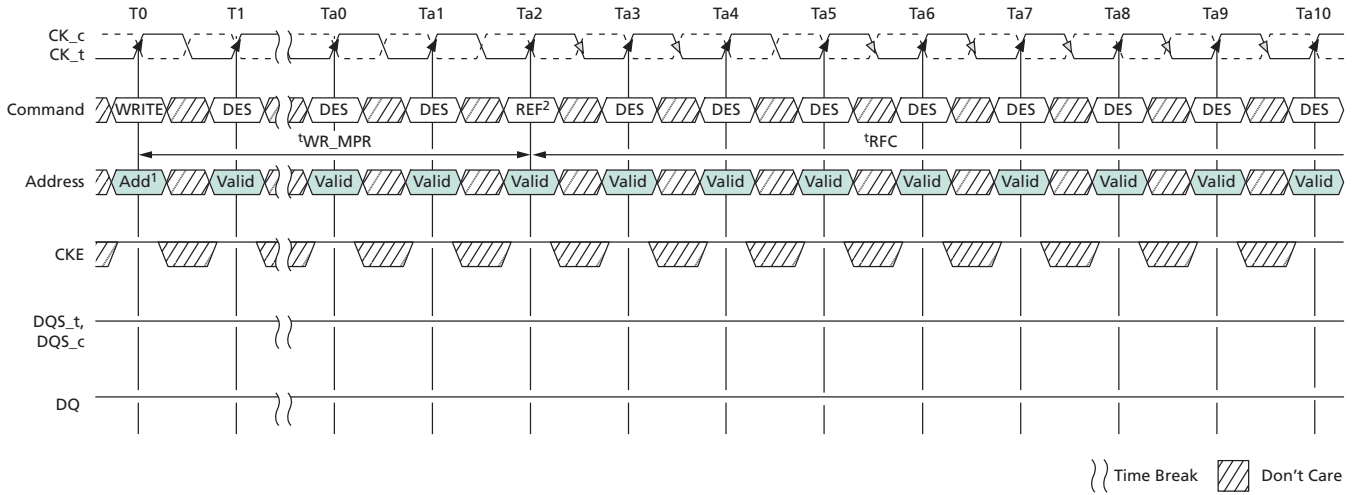 T0 T1 Ta0 Ta1 Ta2 Ta3 Ta4 Ta5 Ta6 Ta7 Ta8 Ta9 Ta10
CK_c
CK_t
Command WRITE DES DES DES REF2 DES DES DES DES DES DES DES DES
tWR_MPR tRFC
Address Add1 Valid Valid Valid Valid Valid Valid Valid Valid Valid Valid Valid Valid
CKE
DQS_t,
DQS_c
DQ
Time Break Don't Care